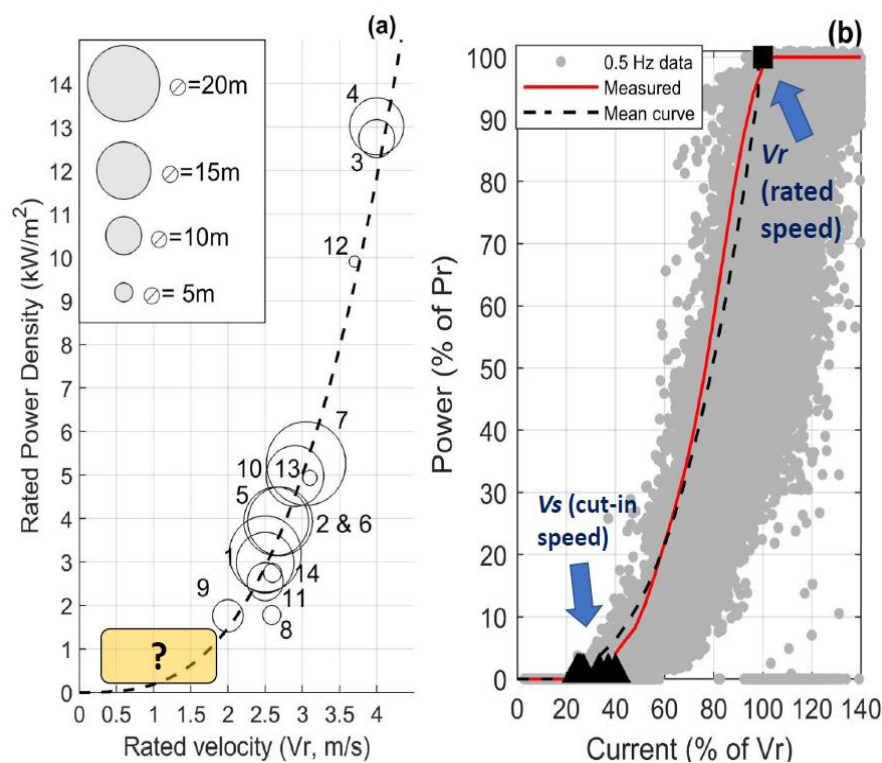 (a)
∅=20m
∅=15m
∅=10m
∅= 5m
Rated Power Density (kW/m²)
14
13
12
11
10
9
8
7
6
5
4
3
2
1
0
4
3
12
7
10
13
5
2 & 6
1
14
11
9
8
?
0
0.5
1
1.5
2
2.5
3
3.5
4
Rated velocity (Vr, m/s)
(b)
0.5 Hz data
Measured
Mean curve
Vr
(rated
speed)
Vs (cut-in
speed)
Power (% of Pr)
100
90
80
70
60
50
40
30
20
10
0
0
20
40
60
80
100
120
140
Current (% of Vr)